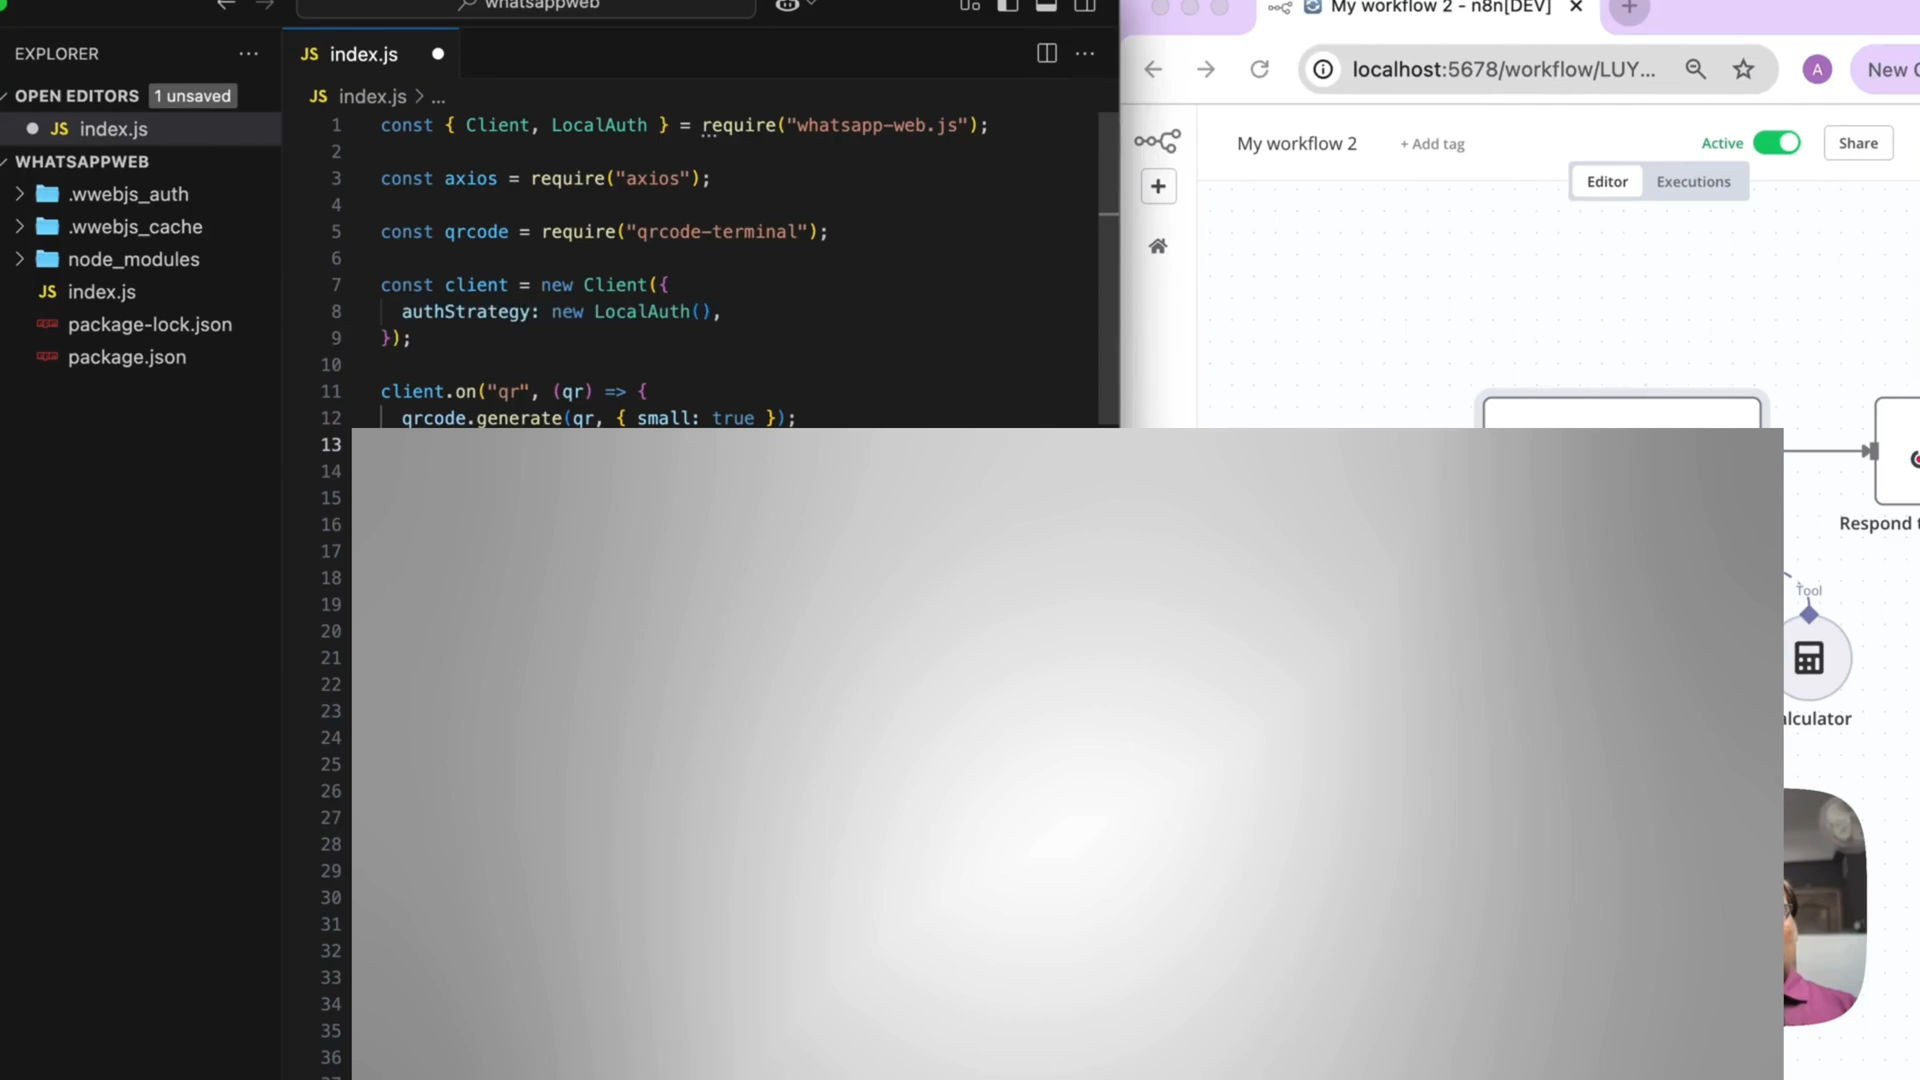 whatsappweb
EXPLORER
OPEN EDITORS 1 unsaved
JS index.js
WHATSAPPWEB
.wwebjs_auth
.wwebjs_cache
node_modules
JS index.js
package-lock.json
package.json
JS index.js
JS index.js > ...
1 const { Client, LocalAuth } = require("whatsapp-web.js");
2
3 const axios = require("axios");
4
5 const qrcode = require("qrcode-terminal");
6
7 const client = new Client({
8 authStrategy: new LocalAuth(),
9 });
10
11 client.on("qr", (qr) => {
12 qrcode.generate(qr, { small: true });
13
14
15
16
17
18
19
20
21
22
23
24
25
26
27
28
29
30
31
32
33
34
35
36
My workflow 2 - n8n[DEV]
localhost:5678/workflow/LUY...
A
New
My workflow 2
+ Add tag
Active
Share
Editor
Executions
Respond
Tool
alculator